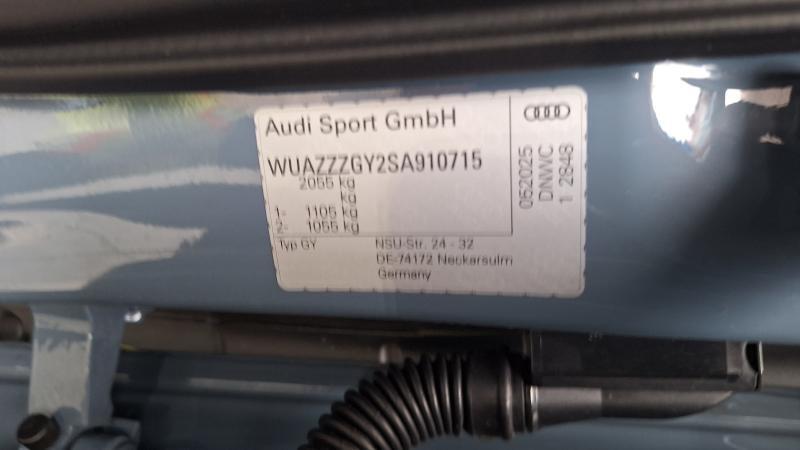 Audi Sport GmbH
WUAZZZGY2SA910715
2055 kg
kg
1- 1105 kg
2- 1055 kg
Typ GY
NSU-Str. 24 - 32
DE-74172 Neckarsulm
Germany
052025
DNWC
1 2848